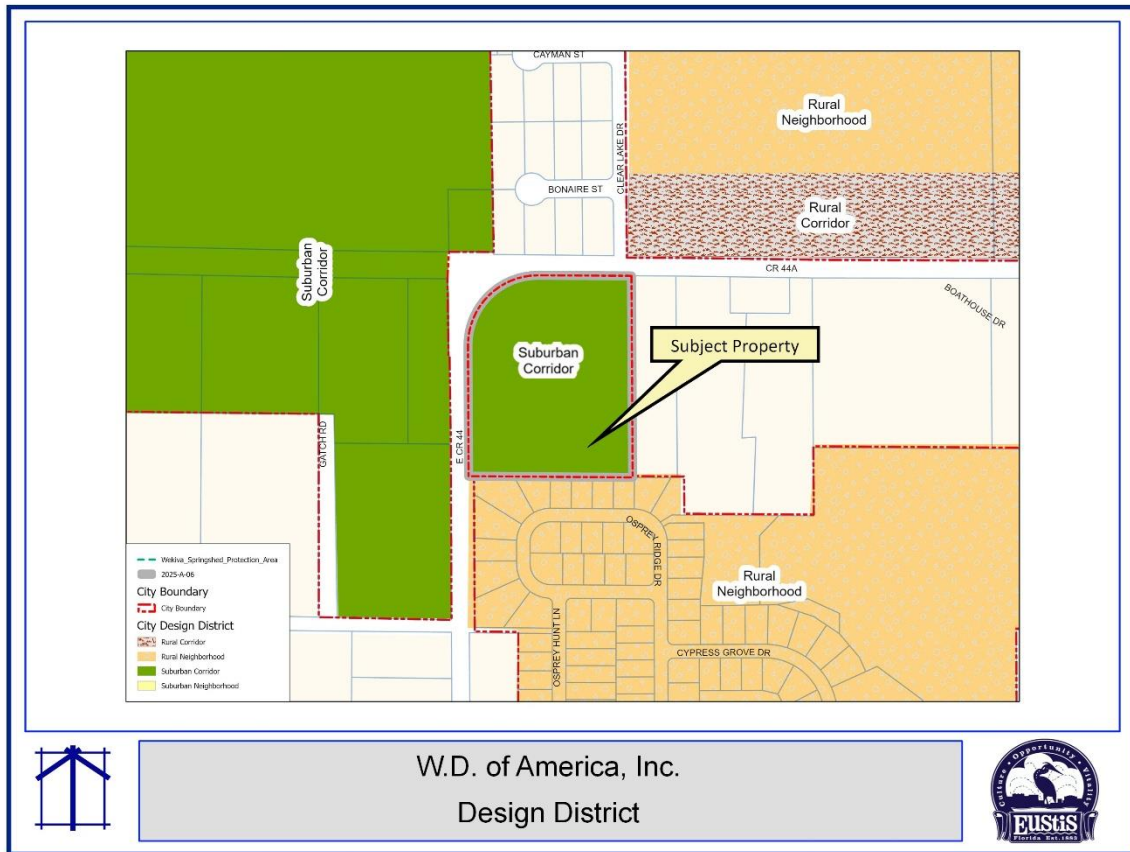 CAYMAN ST
CLEAR LAKE DR
BONAIRE ST
Rural
Neighborhood
Rural
Corridor
CR 44A
BOATHOUSE DR
Suburban
Corridor
Suburban
Corridor
Subject Property
GATCH RD
E CR 44
OSPREY RIDGE DR
Rural
Neighborhood
OSPREY HUNT LN
CYPRESS GROVE DR
Wekiva_Springshed_Protection_Area
2025-A-06
City Boundary
City Boundary
City Design District
Rural Corridor
Rural Neighborhood
Suburban Corridor
Suburban Neighborhood
W.D. of America, Inc.
Design District
Culture • Opportunity • Vitality
EUSTIS
Florida Est. 1883